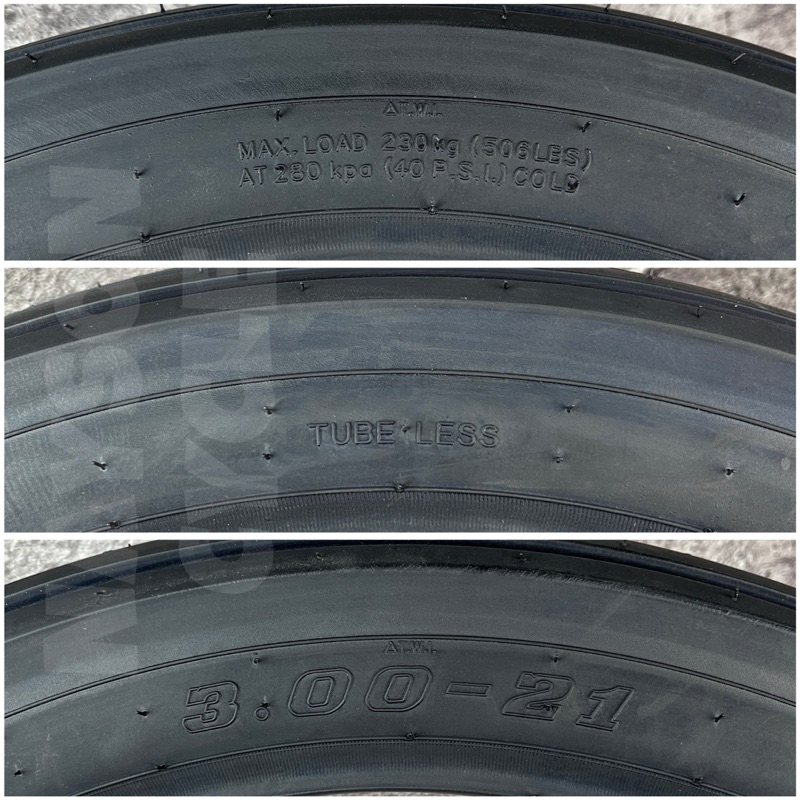 △T.W.I.
MAX. LOAD 230kg (506LBS)
AT 280 kpa (40 P.S.I.) COLD
TUBE LESS
△T.W.I.
3.00-21